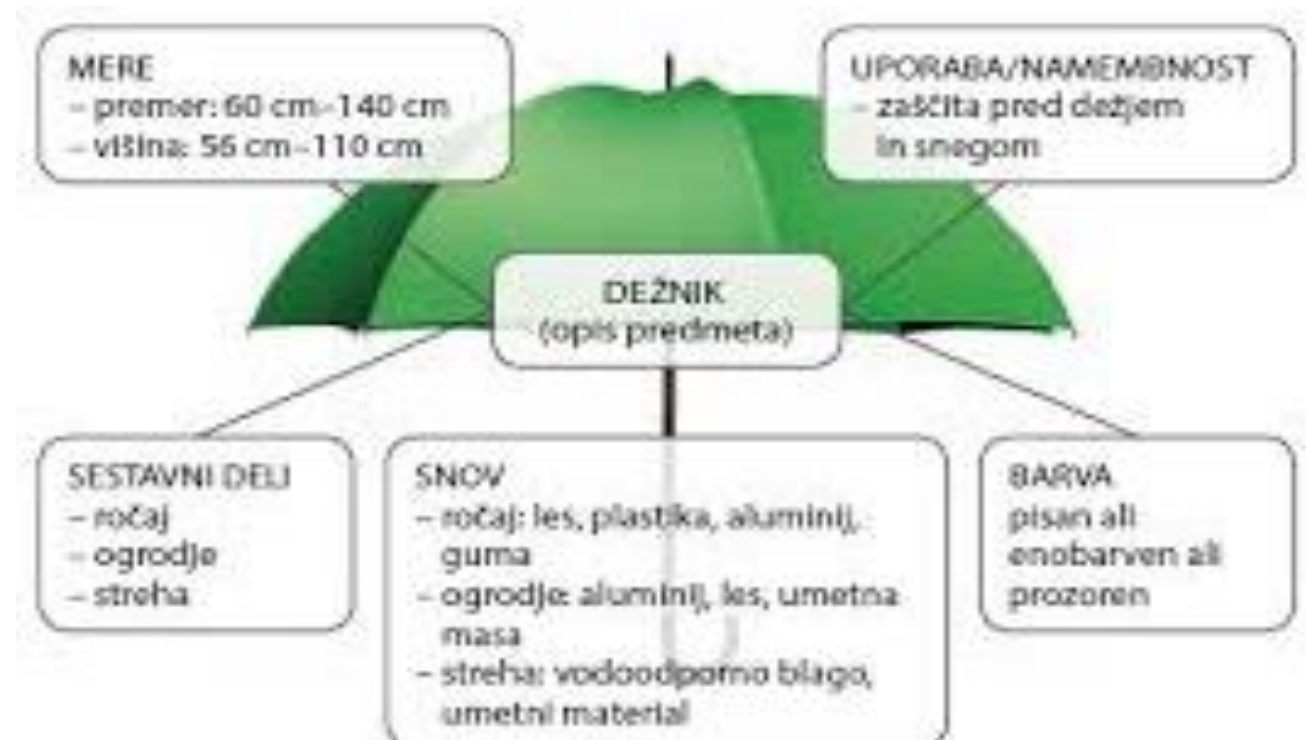 MERE
– premer: 60 cm–140 cm
– višina: 56 cm–110 cm
UPORABA/NAMEMBNOST
– zaščita pred dežjem
in snegom
DEŽNIK
(opis predmeta)
SESTAVNI DELI
– ročaj
– ogrodje
– streha
SNOV
– ročaj: les, plastika, aluminij,
guma
– ogrodje: aluminij, les, umetna
masa
– streha: vodoodporno blago,
umetni material
BARVA
pisan ali
enobarven ali
prozoren